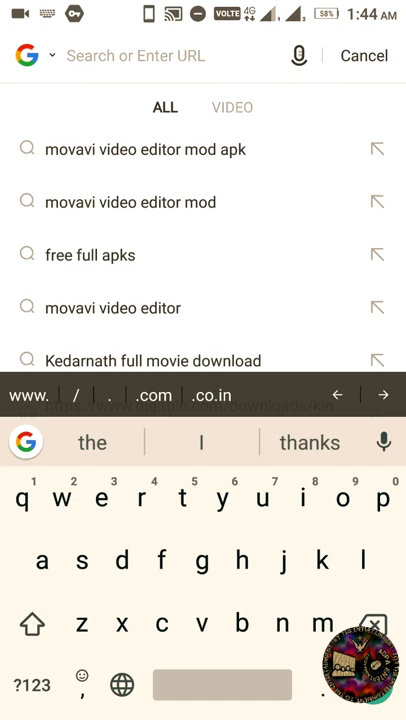 VOLTE 4G 58% 1:44 AM
Search or Enter URL Cancel
ALL VIDEO
movavi video editor mod apk
movavi video editor mod
free full apks
movavi video editor
Kedarnath full movie download
www. / . .com .co.in
the I thanks
1 2 3 4 5 6 7 8 9 0
q w e r t y u i o p
a s d f g h j k l
z x c v b n m
?123 , .